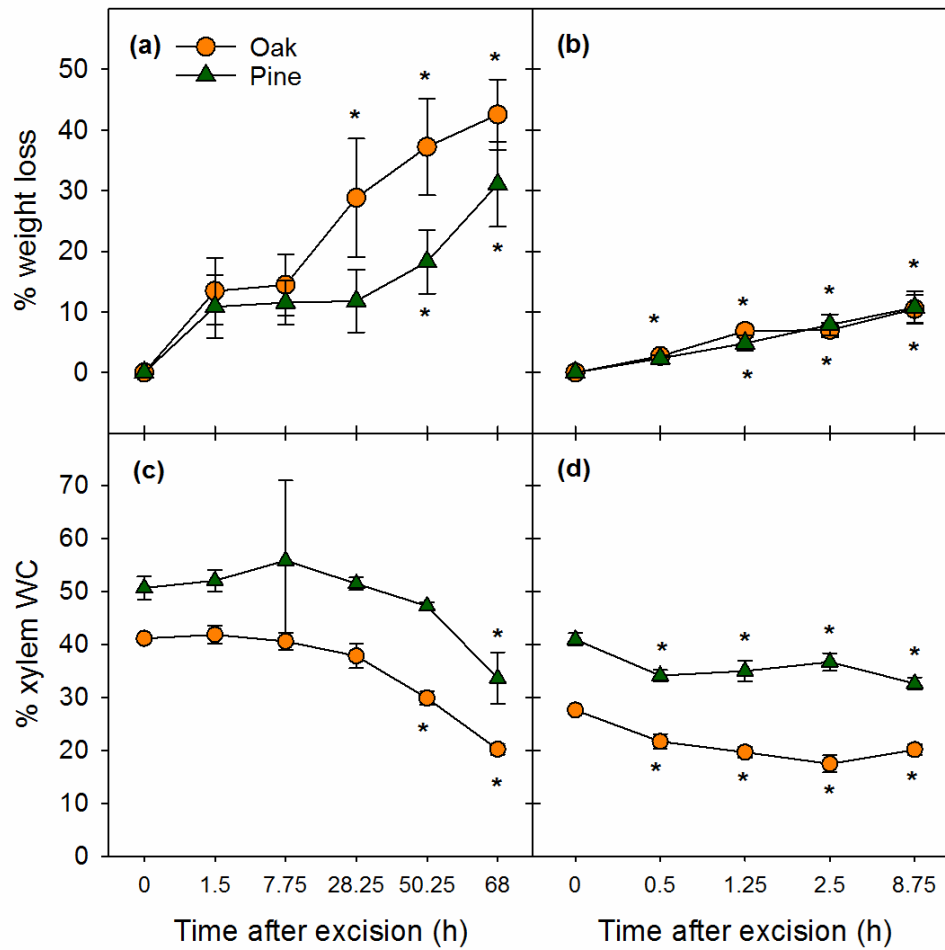 (a) Oak
Pine
(b)
% weight loss
50
40
30
20
10
0
* * *
* *
* * * *
* * *
(c)
(d)
% xylem WC
70
60
50
40
30
20
10
0
*
* *
* * * *
* * * *
0 1.5 7.75 28.25 50.25 68
0 0.5 1.25 2.5 8.75
Time after excision (h)
Time after excision (h)